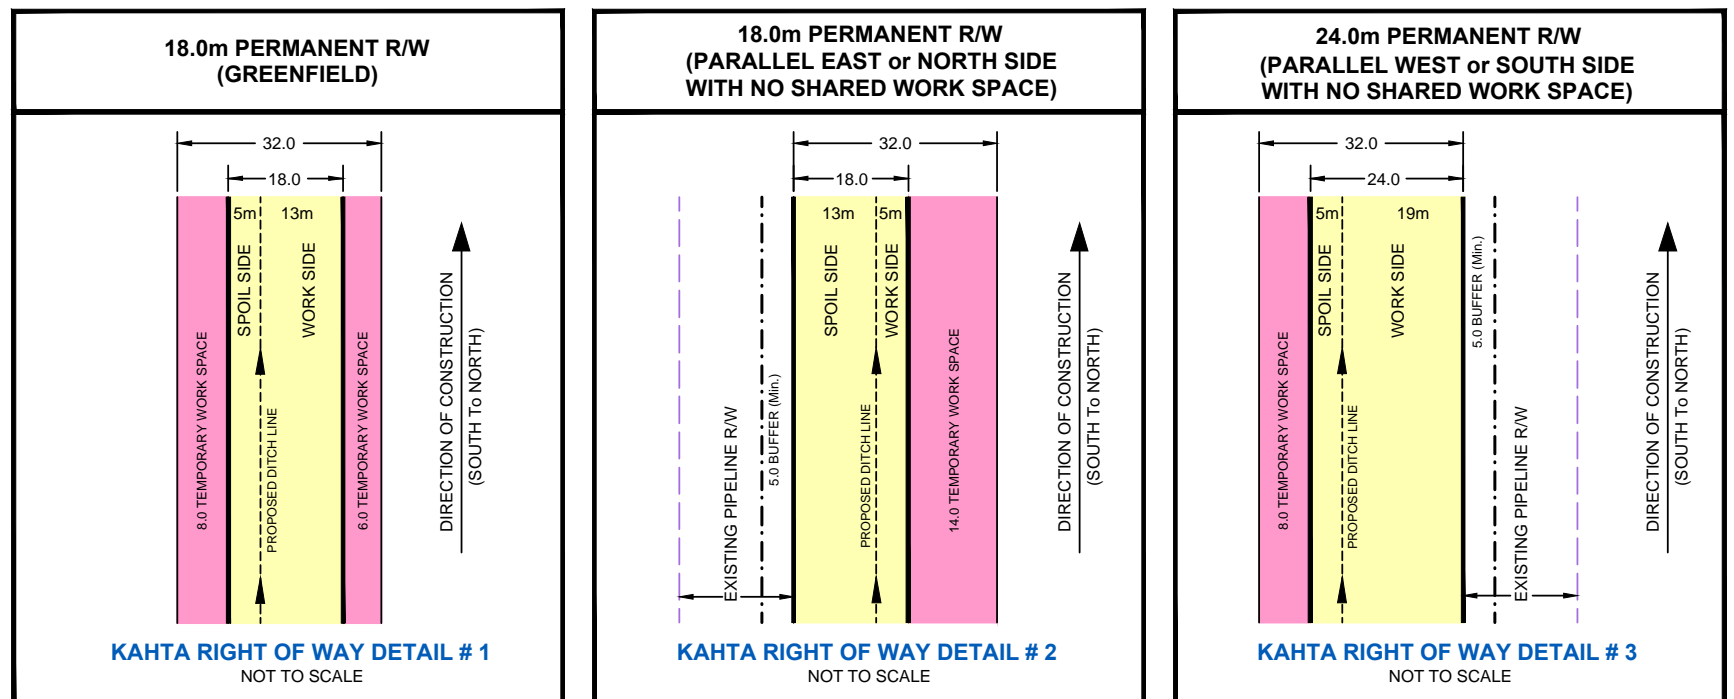 18.0m PERMANENT R/W
(GREENFIELD)
32.0
18.0
5m
13m
SPOIL SIDE
WORK SIDE
8.0 TEMPORARY WORK SPACE
PROPOSED DITCH LINE
6.0 TEMPORARY WORK SPACE
DIRECTION OF CONSTRUCTION
(SOUTH To NORTH)
KAHTA RIGHT OF WAY DETAIL # 1
NOT TO SCALE
18.0m PERMANENT R/W
(PARALLEL EAST or NORTH SIDE
WITH NO SHARED WORK SPACE)
32.0
18.0
13m
5m
SPOIL SIDE
WORK SIDE
EXISTING PIPELINE R/W
5.0 BUFFER (Min.)
PROPOSED DITCH LINE
14.0 TEMPORARY WORK SPACE
DIRECTION OF CONSTRUCTION
(SOUTH To NORTH)
KAHTA RIGHT OF WAY DETAIL # 2
NOT TO SCALE
24.0m PERMANENT R/W
(PARALLEL WEST or SOUTH SIDE
WITH NO SHARED WORK SPACE)
32.0
24.0
5m
19m
SPOIL SIDE
WORK SIDE
5.0 BUFFER (Min.)
8.0 TEMPORARY WORK SPACE
PROPOSED DITCH LINE
EXISTING PIPELINE R/W
DIRECTION OF CONSTRUCTION
(SOUTH To NORTH)
KAHTA RIGHT OF WAY DETAIL # 3
NOT TO SCALE